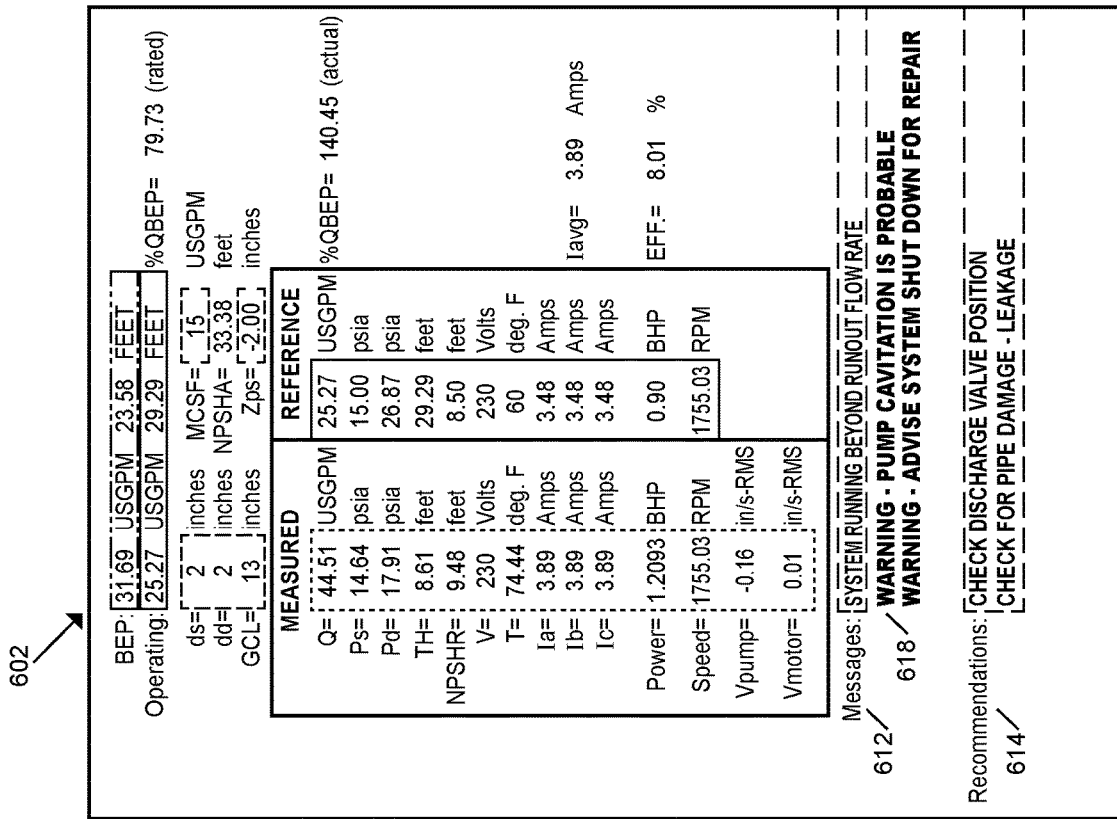 602
BEP: 31.69 USGPM 23.58 FEET
Operating: 25.27 USGPM 29.29 FEET %QBEP= 79.73 (rated)
ds= 2 inches MCSF= 15 USGPM
dd= 2 inches NPSHA= 33.38 feet
GCL= 13 inches Zps= -2.00 inches
MEASURED REFERENCE
Q= 44.51 USGPM 25.27 USGPM %QBEP= 140.45 (actual)
Ps= 14.64 psia 15.00 psia
Pd= 17.91 psia 26.87 psia
TH= 8.61 feet 29.29 feet
NPSHR= 9.48 feet 8.50 feet
V= 230 Volts 230 Volts
T= 74.44 deg. F 60 deg. F
Ia= 3.89 Amps 3.48 Amps
Ib= 3.89 Amps 3.48 Amps Iavg= 3.89 Amps
Ic= 3.89 Amps 3.48 Amps
Power= 1.2093 BHP 0.90 BHP EFF.= 8.01 %
Speed= 1755.03 RPM 1755.03 RPM
Vpump= -0.16 in/s-RMS
Vmotor= 0.01 in/s-RMS
Messages: SYSTEM RUNNING BEYOND RUNOUT FLOW RATE
612 WARNING - PUMP CAVITATION IS PROBABLE
618 WARNING - ADVISE SYSTEM SHUT DOWN FOR REPAIR
Recommendations: CHECK DISCHARGE VALVE POSITION
614 CHECK FOR PIPE DAMAGE - LEAKAGE